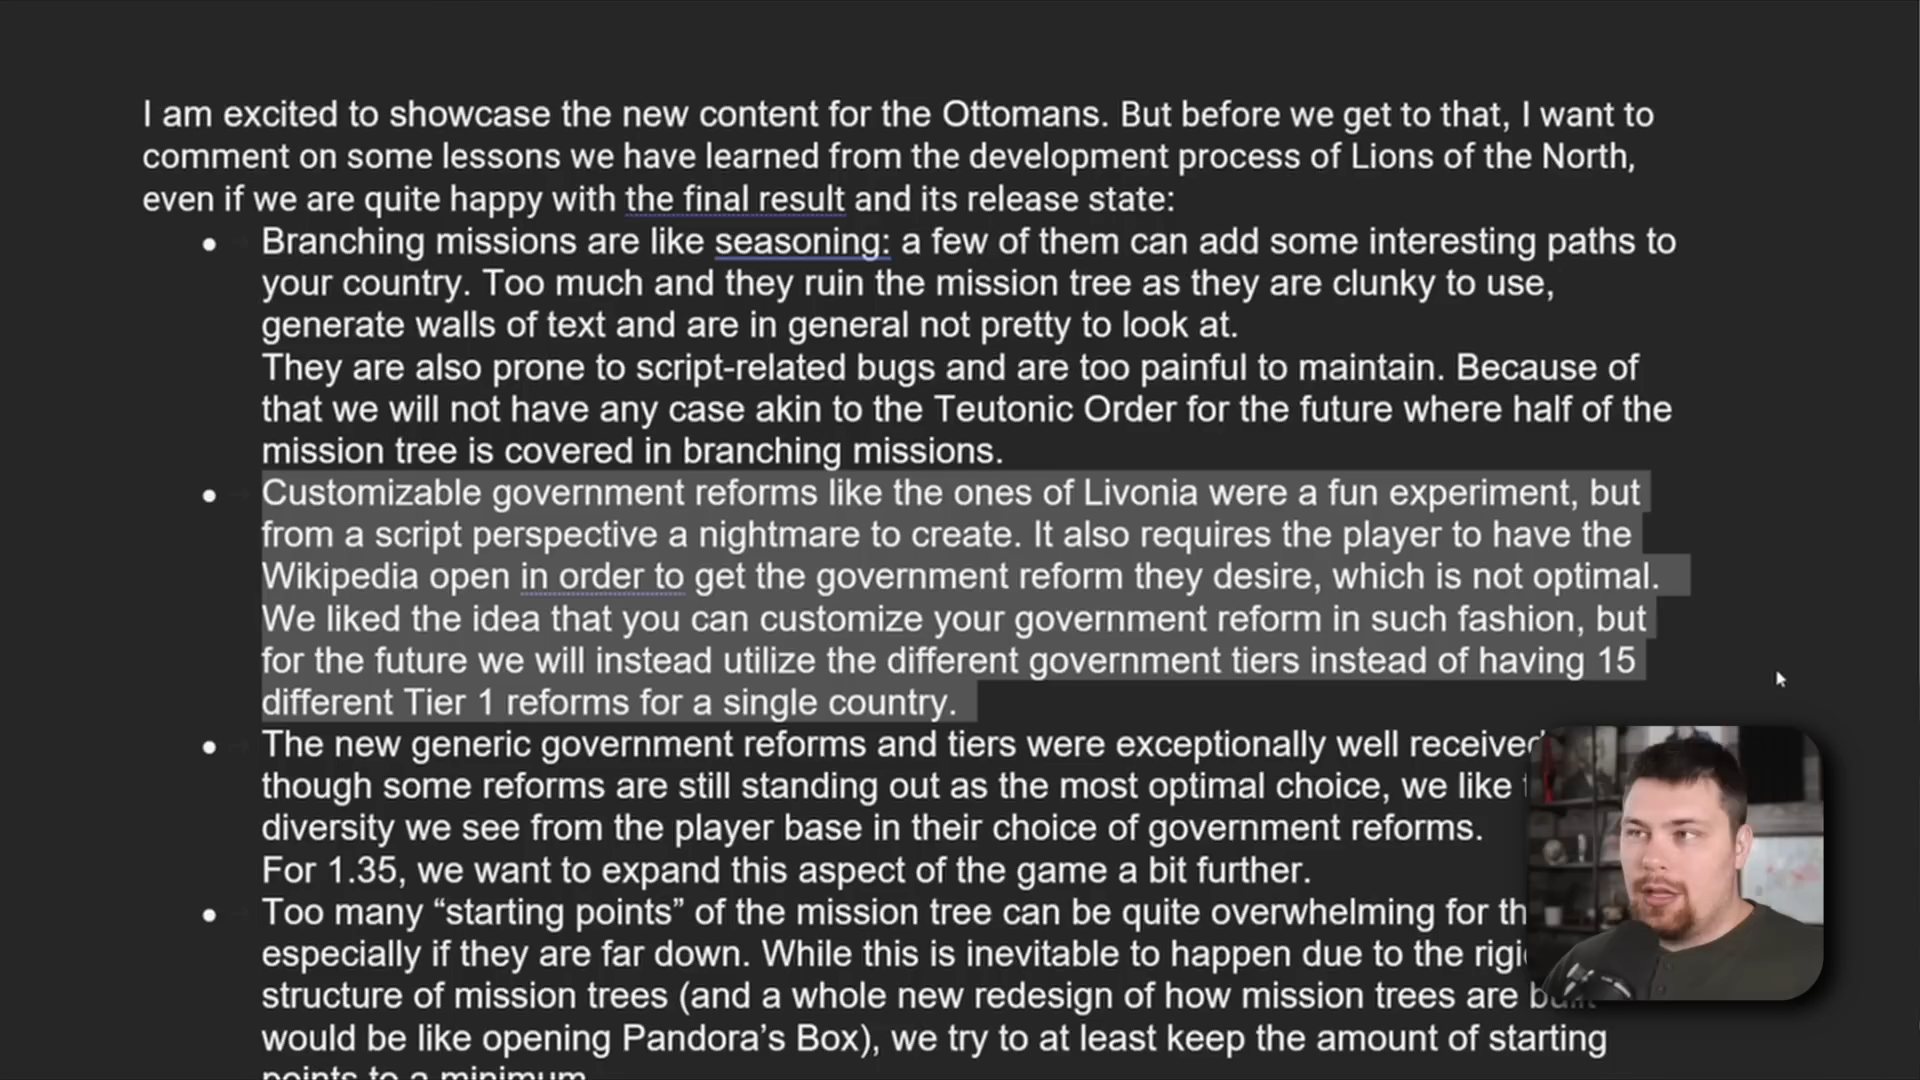 I am excited to showcase the new content for the Ottomans. But before we get to that, I want to
comment on some lessons we have learned from the development process of Lions of the North,
even if we are quite happy with the final result and its release state:
● Branching missions are like seasoning: a few of them can add some interesting paths to
your country. Too much and they ruin the mission tree as they are clunky to use,
generate walls of text and are in general not pretty to look at.
They are also prone to script-related bugs and are too painful to maintain. Because of
that we will not have any case akin to the Teutonic Order for the future where half of the
mission tree is covered in branching missions.
● Customizable government reforms like the ones of Livonia were a fun experiment, but
from a script perspective a nightmare to create. It also requires the player to have the
Wikipedia open in order to get the government reform they desire, which is not optimal.
We liked the idea that you can customize your government reform in such fashion, but
for the future we will instead utilize the different government tiers instead of having 15
different Tier 1 reforms for a single country.
● The new generic government reforms and tiers were exceptionally well received
though some reforms are still standing out as the most optimal choice, we like
diversity we see from the player base in their choice of government reforms.
For 1.35, we want to expand this aspect of the game a bit further.
● Too many “starting points” of the mission tree can be quite overwhelming for
especially if they are far down. While this is inevitable to happen due to the
structure of mission trees (and a whole new redesign of how mission trees are
would be like opening Pandora’s Box), we try to at least keep the amount of starting
points to a minimum